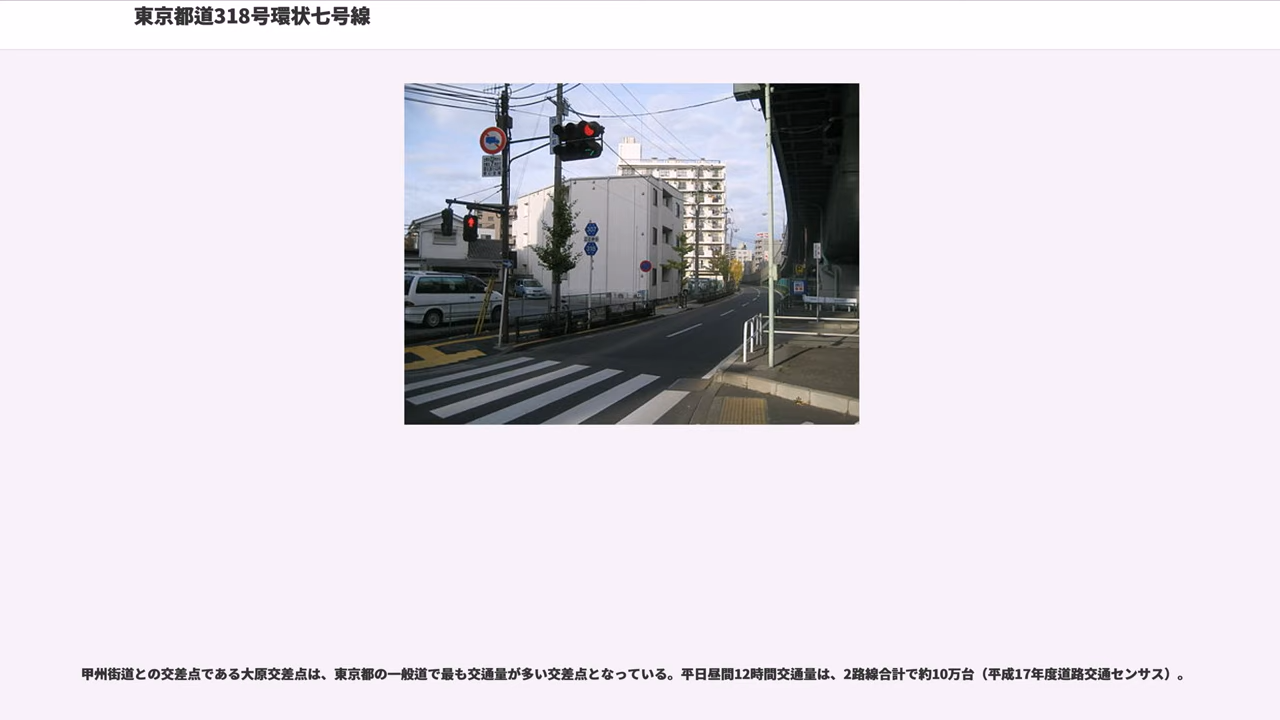 東京都道318号環状七号線
甲州街道との交差点である大原交差点は、東京都の一般道で最も交通量が多い交差点となっている。平日昼間12時間交通量は、2路線合計で約10万台（平成17年度道路交通センサス）。